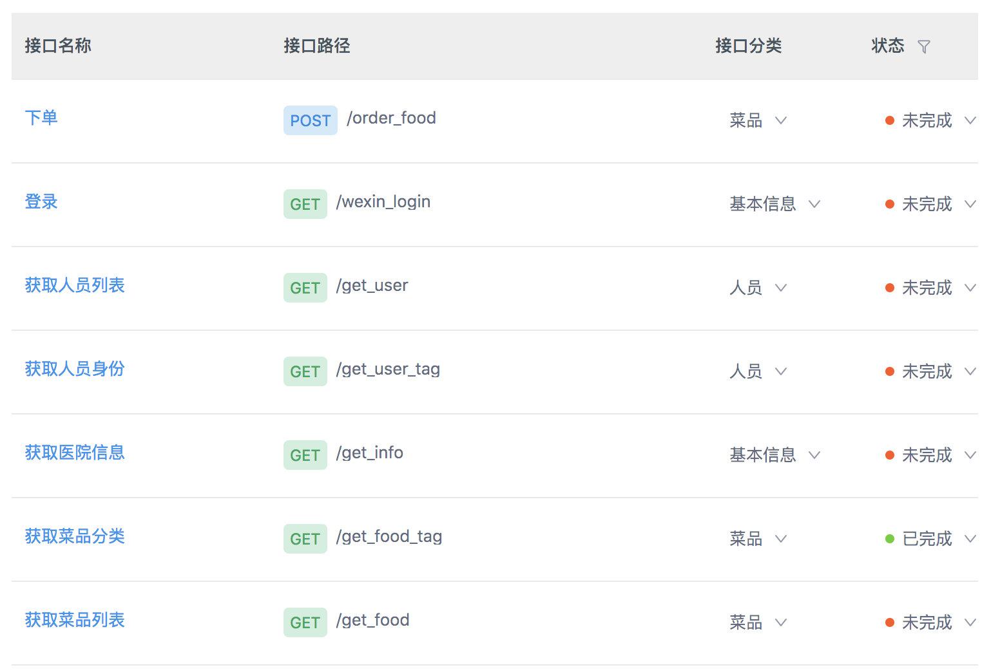 接口名称 接口路径 接口分类 状态
下单 POST /order_food 菜品 未完成
登录 GET /wexin_login 基本信息 未完成
获取人员列表 GET /get_user 人员 未完成
获取人员身份 GET /get_user_tag 人员 未完成
获取医院信息 GET /get_info 基本信息 未完成
获取菜品分类 GET /get_food_tag 菜品 已完成
获取菜品列表 GET /get_food 菜品 未完成